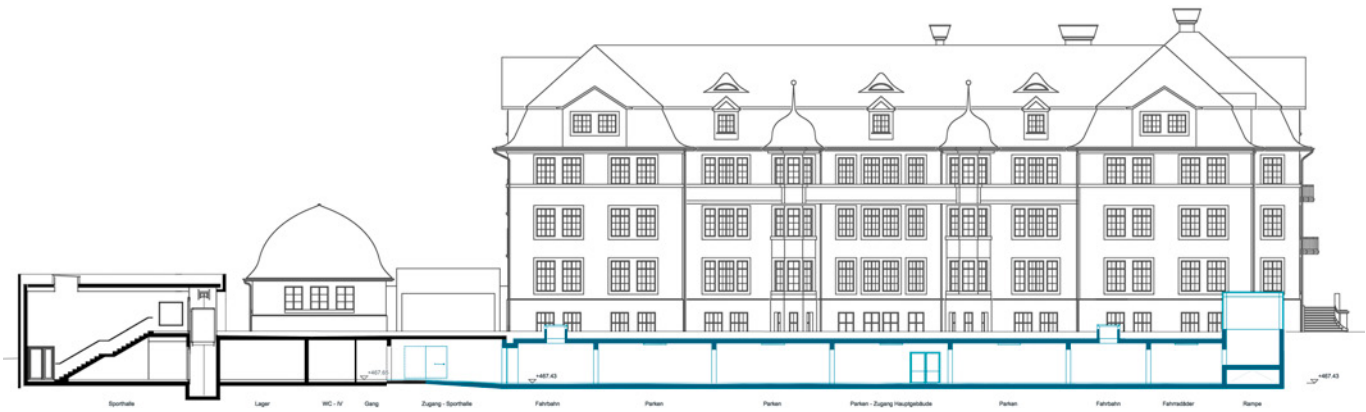 +467.63
+467.43
+467.43
Sporthalle Lager WC - IV Gang Zugang - Sporthalle Fahrbahn Parken Parken Parken - Zugang Hauptgebäude Parken Fahrbahn Fahrradäder Rampe